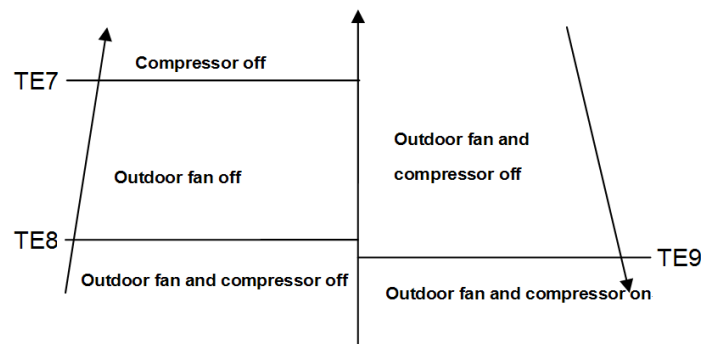 Compressor off
TE7
Outdoor fan and
compressor off
Outdoor fan off
TE8
TE9
Outdoor fan and compressor off
Outdoor fan and compressor on